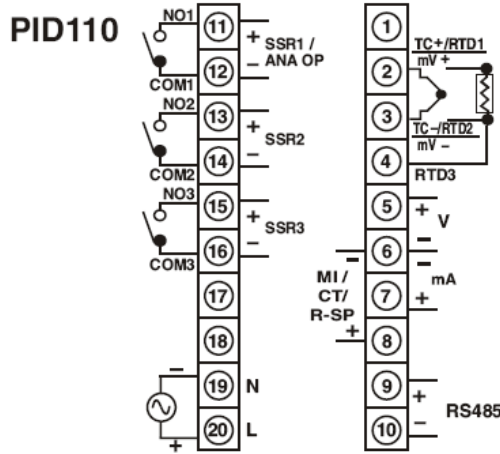 PID110
NO1
11
+
SSR1 /
ANA OP
12
−
COM1
NO2
13
+
SSR2
14
−
COM2
NO3
15
+
SSR3
16
−
COM3
17
18
−
19
N
20
L
+
1
TC+/RTD1
mV +
2
3
TC−/RTD2
mV −
4
RTD3
5
+
V
−
6
−
−
MI /
CT/
R-SP
mA
7
+
+
8
9
+
RS485
10
−